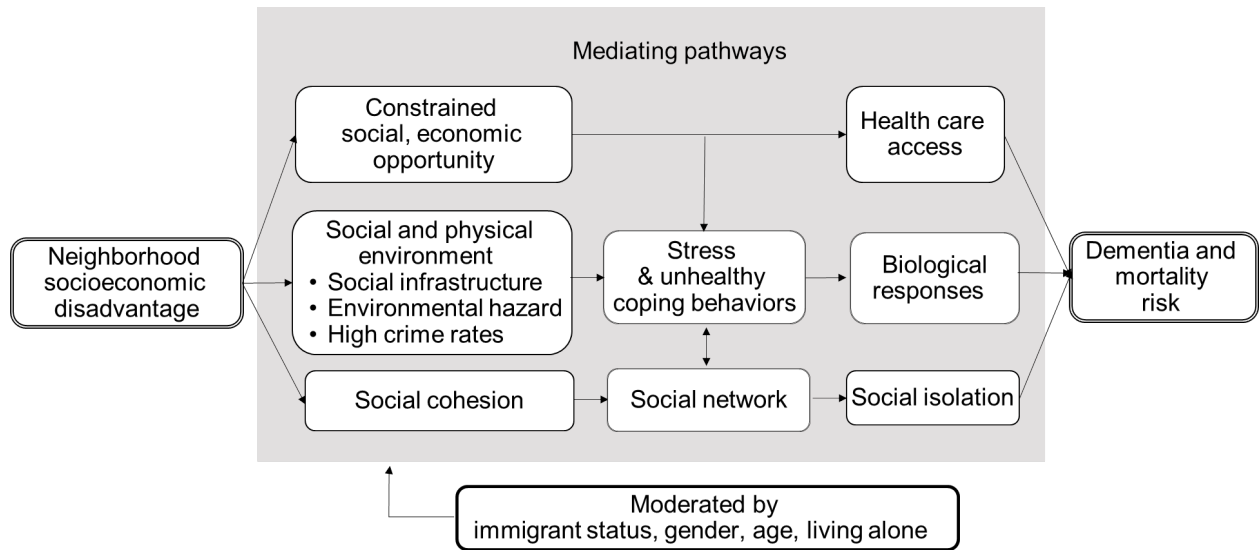 Mediating pathways
Constrained
social, economic
opportunity
Health care
access
Neighborhood
socioeconomic
disadvantage
Social and physical
environment
• Social infrastructure
• Environmental hazard
• High crime rates
Stress
& unhealthy
coping behaviors
Biological
responses
Dementia and
mortality
risk
Social cohesion
Social network
Social isolation
Moderated by
immigrant status, gender, age, living alone